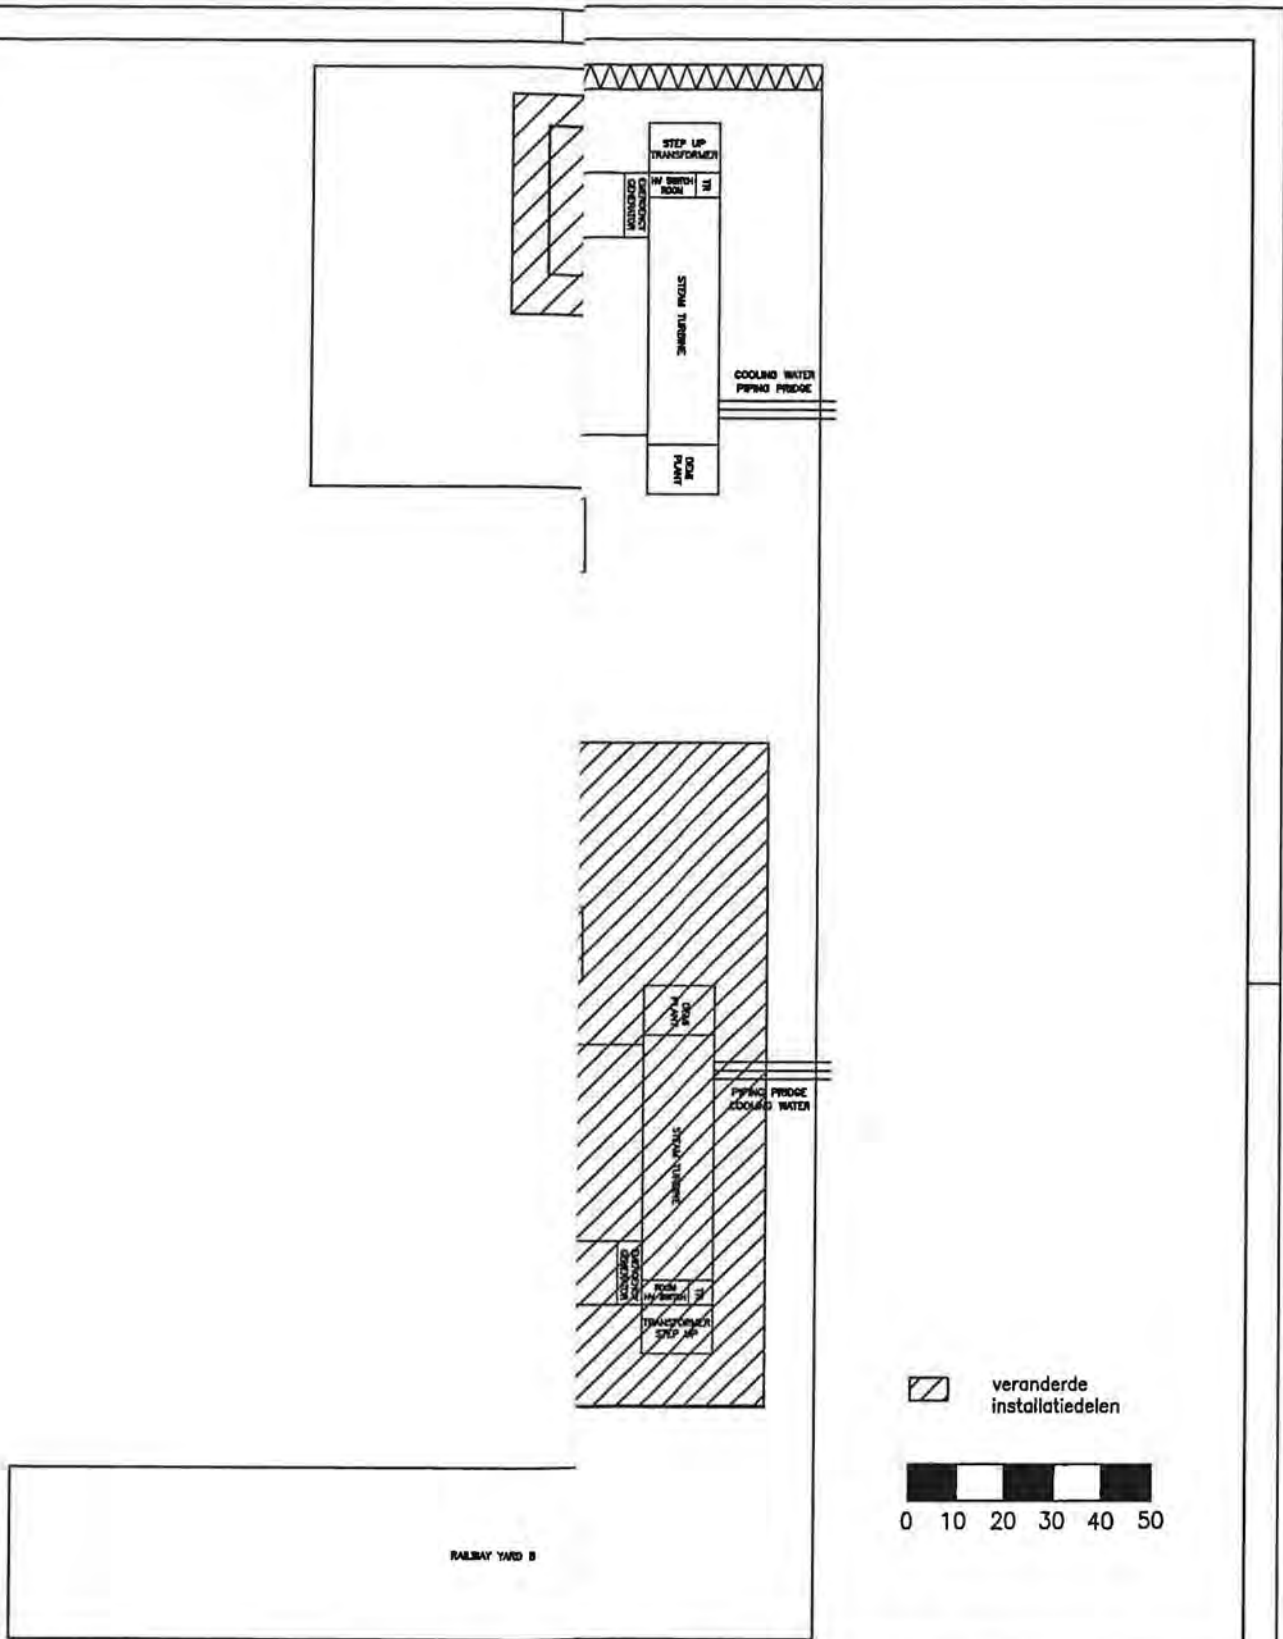 STEP UP
TRANSFORMER
HV SWITCH
ROOM
TR
EMERGENCY
GENERATOR
STEAM TURBINE
COOLING WATER
PIPING PRIDGE
DEMI
PLANT
DEMI
PLANT
PIPING PRIDGE
COOLING WATER
STEAM TURBINE
EMERGENCY
GENERATOR
ROOM
HV SWITCH
TR
TRANSFORMER
STEP UP
veranderde
installatiedelen
0 10 20 30 40 50
RAILWAY YARD B